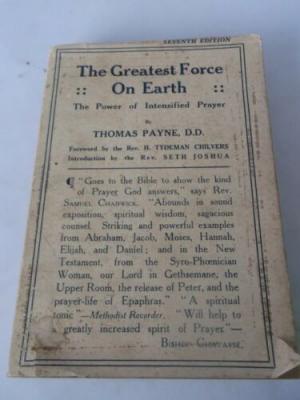 SEVENTH EDITION
The Greatest Force
:: On Earth ::
The Power of Intensified Prayer
By
THOMAS PAYNE, D.D.
Foreword by the Rev. H. TYDEMAN CHILVERS
Introduction by the Rev. SETH JOSHUA
¶ "Goes to the Bible to show the kind
of Prayer God answers," says Rev.
SAMUEL CHADWICK. "Abounds in sound
exposition, spiritual wisdom, sagacious
counsel. Striking and powerful examples
from Abraham, Jacob, Moses, Hannah,
Elijah, and Daniel; and in the New
Testament, from the Syro-Phœnician
Woman, our Lord in Gethsemane, the
Upper Room, the release of Peter, and the
prayer-life of Epaphras." "A spiritual
tonic"—Methodist Recorder. "Will help to
a greatly increased spirit of Prayer."—
BISHOP CHAVASSE.